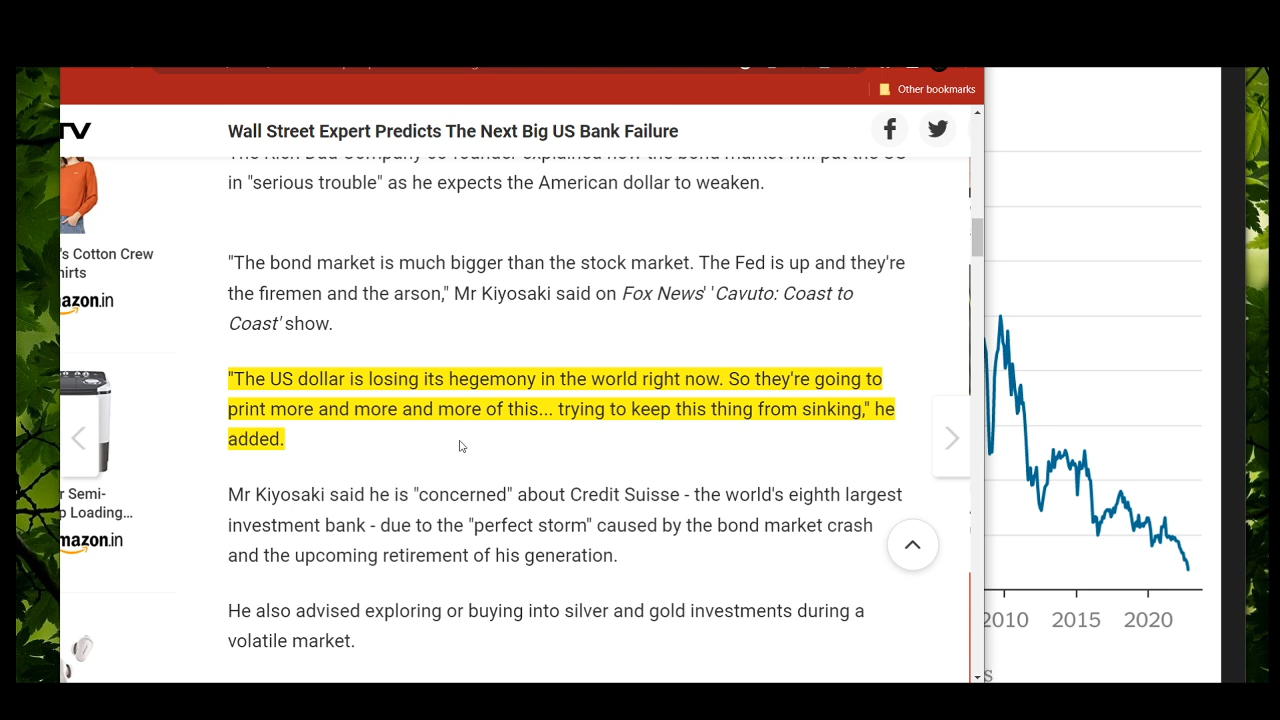 Other bookmarks
TV
Wall Street Expert Predicts The Next Big US Bank Failure
in "serious trouble" as he expects the American dollar to weaken.
's Cotton Crew
hirts
azon.in
"The bond market is much bigger than the stock market. The Fed is up and they're
the firemen and the arson," Mr Kiyosaki said on Fox News' 'Cavuto: Coast to
Coast' show.
"The US dollar is losing its hegemony in the world right now. So they're going to
print more and more and more of this... trying to keep this thing from sinking," he
added.
r Semi-
p Loading...
mazon.in
Mr Kiyosaki said he is "concerned" about Credit Suisse - the world's eighth largest
investment bank - due to the "perfect storm" caused by the bond market crash
and the upcoming retirement of his generation.
He also advised exploring or buying into silver and gold investments during a
volatile market.
2010 2015 2020
s